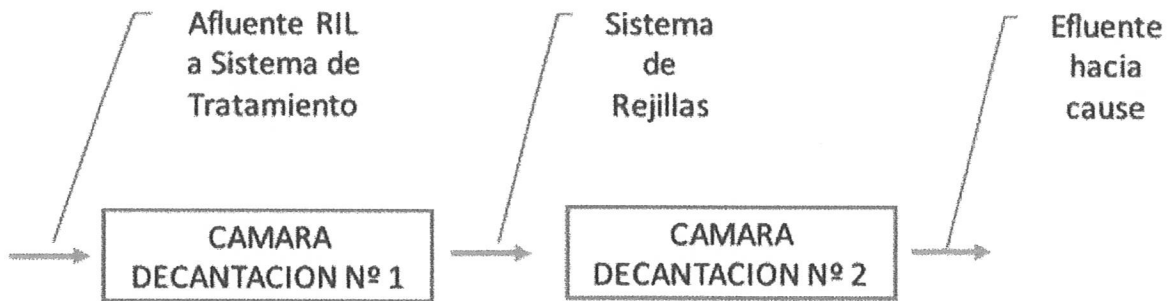 Afluente RIL
a Sistema de
Tratamiento
Sistema
de
Rejillas
Efluente
hacia
cause
CAMARA
DECANTACION Nº 1
CAMARA
DECANTACION Nº 2